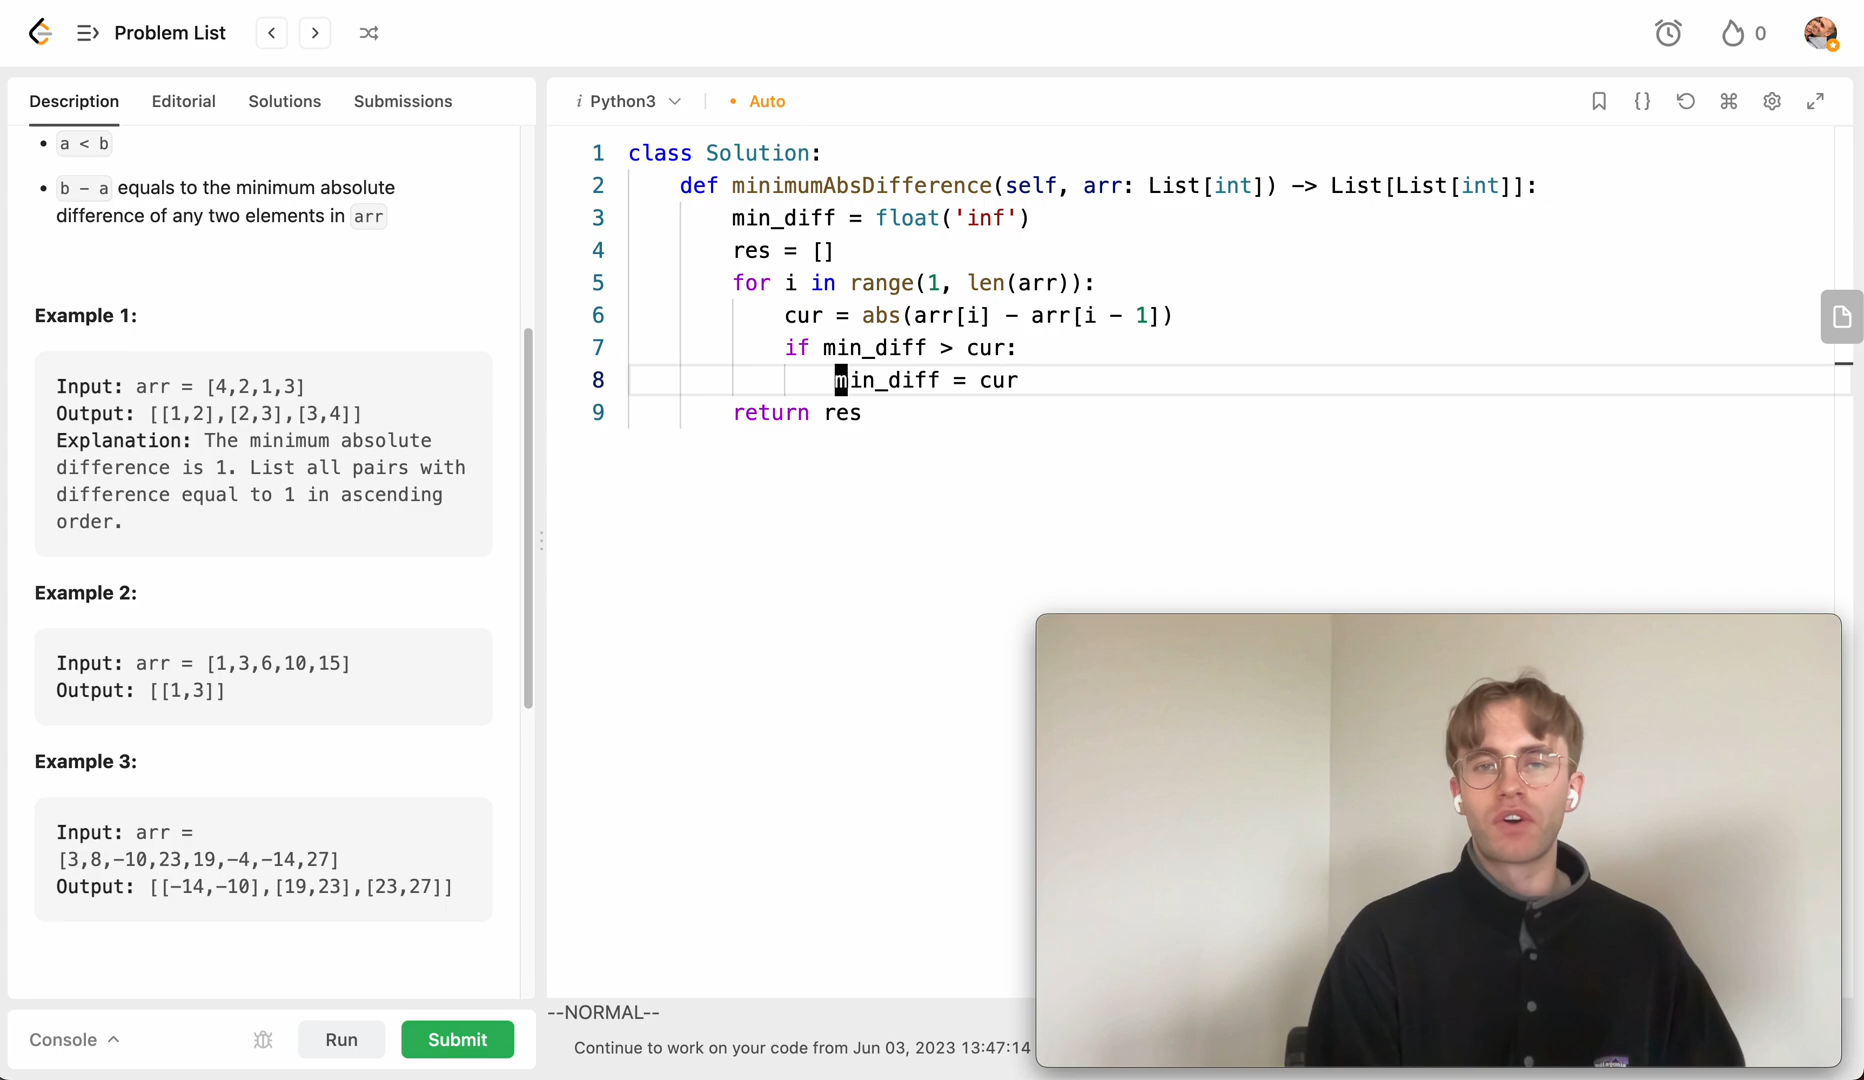 Problem List
0
Description Editorial Solutions Submissions
• a < b
• b - a equals to the minimum absolute
difference of any two elements in arr
Example 1:
Input: arr = [4,2,1,3]
Output: [[1,2],[2,3],[3,4]]
Explanation: The minimum absolute
difference is 1. List all pairs with
difference equal to 1 in ascending
order.
Example 2:
Input: arr = [1,3,6,10,15]
Output: [[1,3]]
Example 3:
Input: arr =
[3,8,-10,23,19,-4,-14,27]
Output: [[-14,-10],[19,23],[23,27]]
Console Run Submit
i Python3 • Auto
1 class Solution:
2 def minimumAbsDifference(self, arr: List[int]) -> List[List[int]]:
3 min_diff = float('inf')
4 res = []
5 for i in range(1, len(arr)):
6 cur = abs(arr[i] - arr[i - 1])
7 if min_diff > cur:
8 min_diff = cur
9 return res
--NORMAL--
Continue to work on your code from Jun 03, 2023 13:47:14